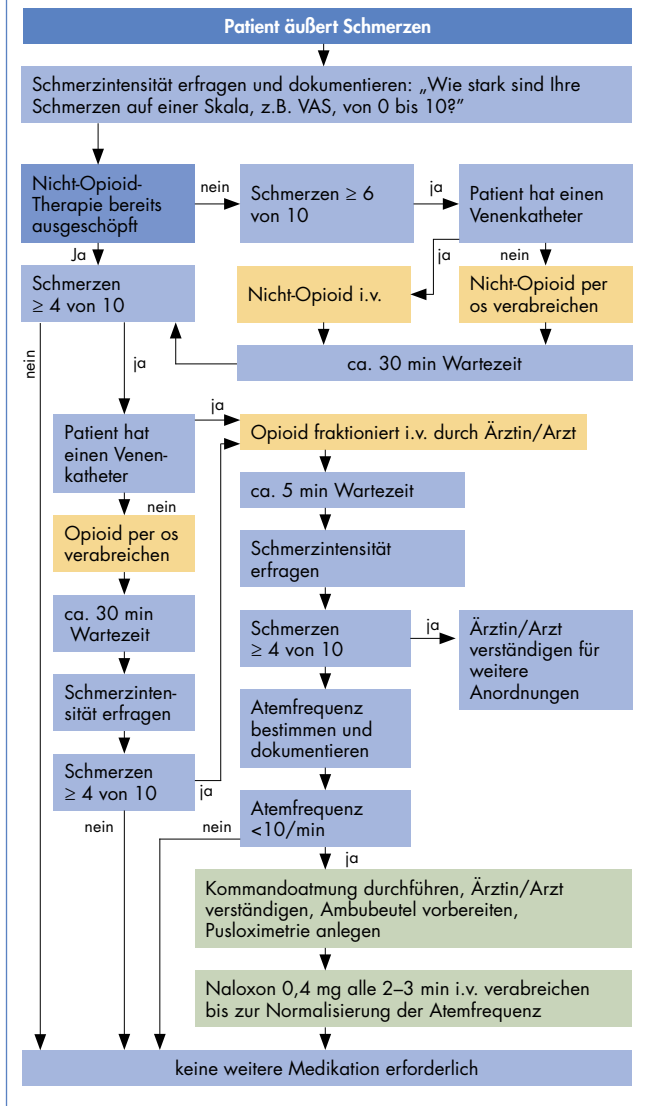 Patient äußert Schmerzen
Schmerzintensität erfragen und dokumentieren: „Wie stark sind Ihre
Schmerzen auf einer Skala, z.B. VAS, von 0 bis 10?”
Nicht-Opioid-
Therapie bereits
ausgeschöpft
nein
Schmerzen ≥ 6
von 10
ja
Patient hat einen
Venenkatheter
Ja
ja
nein
Schmerzen
≥ 4 von 10
Nicht-Opioid i.v.
Nicht-Opioid per
os verabreichen
ca. 30 min Wartezeit
nein
ja
Patient hat
einen Venen-
katheter
ja
Opioid fraktioniert i.v. durch Ärztin/Arzt
nein
ca. 5 min Wartezeit
Opioid per os
verabreichen
Schmerzintensität
erfragen
ca. 30 min
Wartezeit
Schmerzen
≥ 4 von 10
ja
Ärztin/Arzt
verständigen für
weitere
Anordnungen
Schmerzinten-
sität erfragen
Atemfrequenz
bestimmen und
dokumentieren
Schmerzen
≥ 4 von 10
ja
nein
Atemfrequenz
<10/min
nein
ja
Kommandoatmung durchführen, Ärztin/Arzt
verständigen, Ambubeutel vorbereiten,
Pusloximetrie anlegen
Naloxon 0,4 mg alle 2–3 min i.v. verabreichen
bis zur Normalisierung der Atemfrequenz
keine weitere Medikation erforderlich